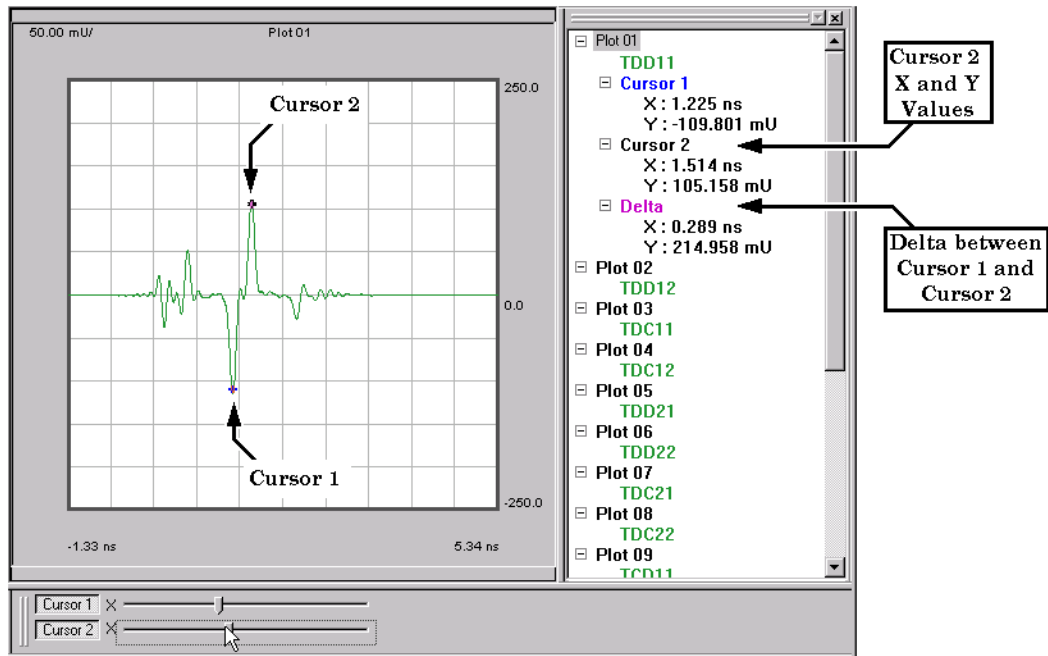 50.00 mU/
Plot 01
250.0
Cursor 2
0.0
Cursor 1
-250.0
-1.33 ns
5.34 ns
Plot 01
TDD11
Cursor 1
X : 1.225 ns
Y : -109.801 mU
Cursor 2
X : 1.514 ns
Y : 105.158 mU
Delta
X : 0.289 ns
Y : 214.958 mU
Plot 02
TDD12
Plot 03
TDC11
Plot 04
TDC12
Plot 05
TDD21
Plot 06
TDD22
Plot 07
TDC21
Plot 08
TDC22
Plot 09
TCD11
Cursor 2
X and Y
Values
Delta between
Cursor 1 and
Cursor 2
Cursor 1 X
Cursor 2 X